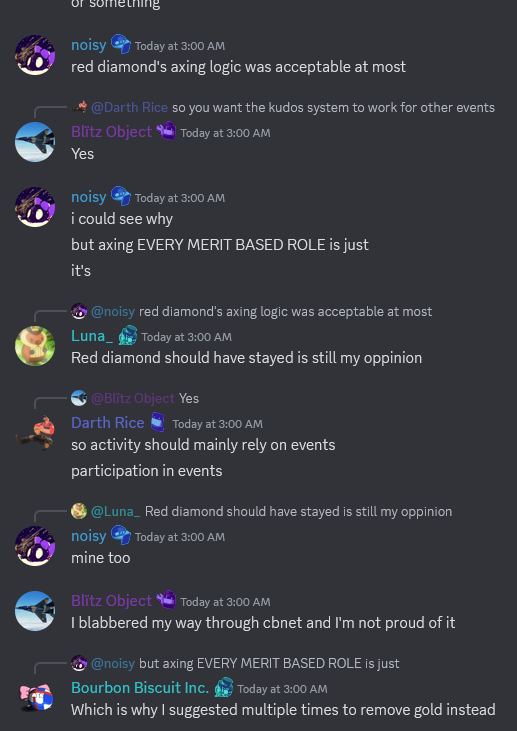 or something
noisy Today at 3:00 AM
red diamond's axing logic was acceptable at most
@Darth Rice so you want the kudos system to work for other events
Blītz Object Today at 3:00 AM
Yes
noisy Today at 3:00 AM
i could see why
but axing EVERY MERIT BASED ROLE is just
it's
@noisy red diamond's axing logic was acceptable at most
Luna_ Today at 3:00 AM
Red diamond should have stayed is still my oppinion
@Blītz Object Yes
Darth Rice Today at 3:00 AM
so activity should mainly rely on events
participation in events
@Luna_ Red diamond should have stayed is still my oppinion
noisy Today at 3:00 AM
mine too
Blītz Object Today at 3:00 AM
I blabbered my way through cbnet and I'm not proud of it
@noisy but axing EVERY MERIT BASED ROLE is just
Bourbon Biscuit Inc. Today at 3:00 AM
Which is why I suggested multiple times to remove gold instead